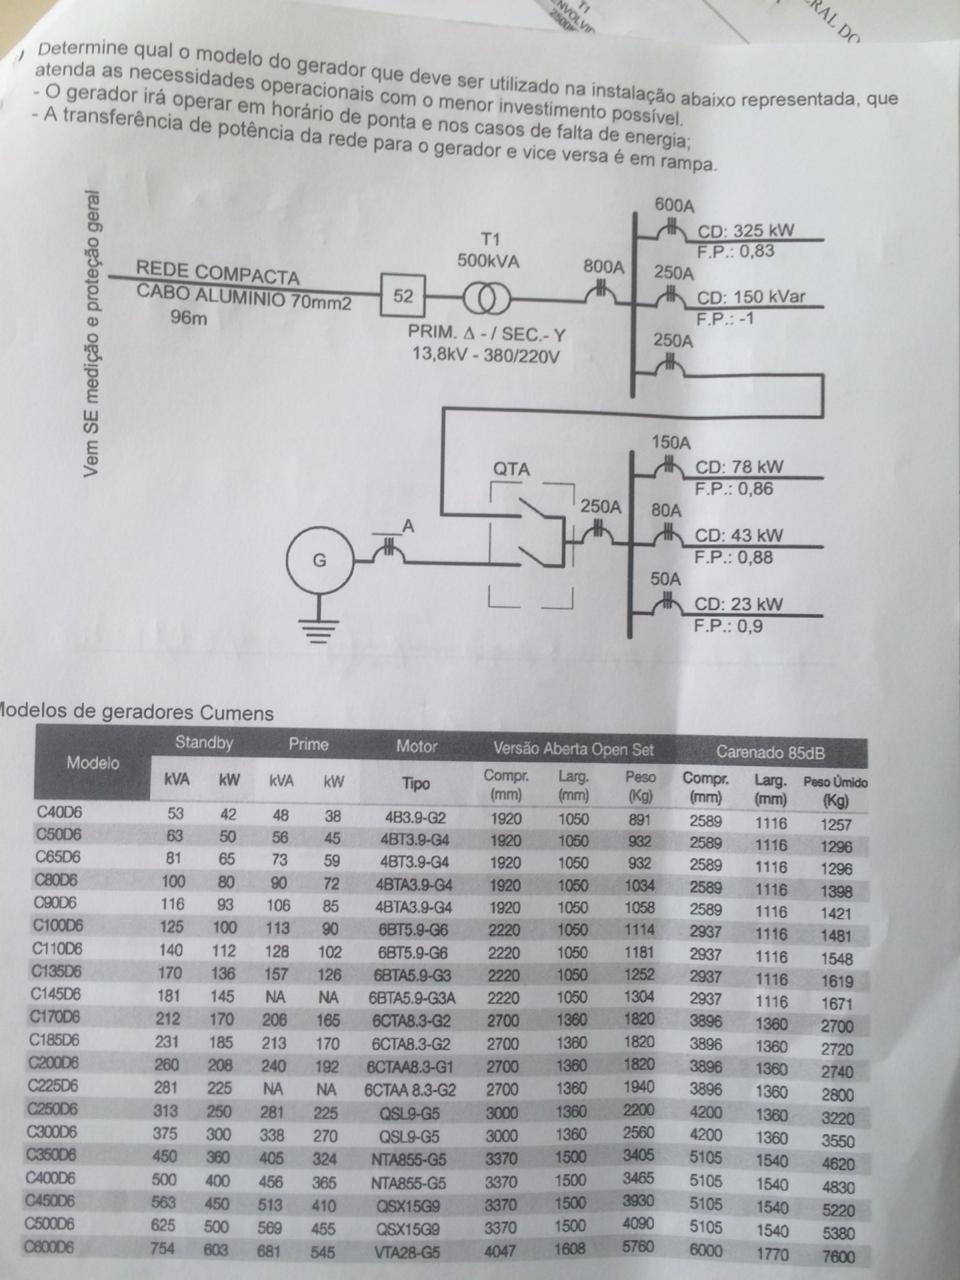 T1
ENVOLVIE
RAL DO
Determine qual o modelo do gerador que deve ser utilizado na instalação abaixo representada, que
atenda as necessidades operacionais com o menor investimento possível.
- O gerador irá operar em horário de ponta e nos casos de falta de energia;
- A transferência de potência da rede para o gerador e vice versa é em rampa.
Vem SE medição e proteção geral
REDE COMPACTA
CABO ALUMINIO 70mm2
96m
52
T1
500kVA
PRIM. Δ - / SEC.- Y
13,8kV - 380/220V
800A
600A
CD: 325 kW
F.P.: 0,83
250A
CD: 150 kVar
F.P.: -1
250A
QTA
A
G
250A
150A
CD: 78 kW
F.P.: 0,86
80A
CD: 43 kW
F.P.: 0,88
50A
CD: 23 kW
F.P.: 0,9
Modelos de geradores Cumens
Modelo Standby Prime Motor Versão Aberta Open Set Carenado 85dB
kVA kW kVA kW Tipo Compr. (mm) Larg. (mm) Peso (Kg) Compr. (mm) Larg. (mm) Peso Úmido (Kg)
C40D6 53 42 48 38 4B3.9-G2 1920 1050 891 2589 1116 1257
C50D6 63 50 56 45 4BT3.9-G4 1920 1050 932 2589 1116 1296
C65D6 81 65 73 59 4BT3.9-G4 1920 1050 932 2589 1116 1296
C80D6 100 80 90 72 4BTA3.9-G4 1920 1050 1034 2589 1116 1398
C90D6 116 93 106 85 4BTA3.9-G4 1920 1050 1058 2589 1116 1421
C100D6 125 100 113 90 6BT5.9-G6 2220 1050 1114 2937 1116 1481
C110D6 140 112 128 102 6BT5.9-G6 2220 1050 1181 2937 1116 1548
C135D6 170 136 157 126 6BTA5.9-G3 2220 1050 1252 2937 1116 1619
C145D6 181 145 NA NA 6BTA5.9-G3A 2220 1050 1304 2937 1116 1671
C170D6 212 170 206 165 6CTA8.3-G2 2700 1360 1820 3896 1360 2700
C185D6 231 185 213 170 6CTA8.3-G2 2700 1360 1820 3896 1360 2720
C200D6 260 208 240 192 6CTAA8.3-G1 2700 1360 1820 3896 1360 2740
C225D6 281 225 NA NA 6CTAA 8.3-G2 2700 1360 1940 3896 1360 2800
C250D6 313 250 281 225 QSL9-G5 3000 1360 2200 4200 1360 3220
C300D6 375 300 338 270 QSL9-G5 3000 1360 2560 4200 1360 3550
C350D6 450 360 405 324 NTA855-G5 3370 1500 3405 5105 1540 4620
C400D6 500 400 456 365 NTA855-G5 3370 1500 3465 5105 1540 4830
C450D6 563 450 513 410 QSX15G9 3370 1500 3930 5105 1540 5220
C500D6 625 500 569 455 QSX15G9 3370 1500 4090 5105 1540 5380
C600D6 754 603 681 545 VTA28-G5 4047 1608 5760 6000 1770 7600